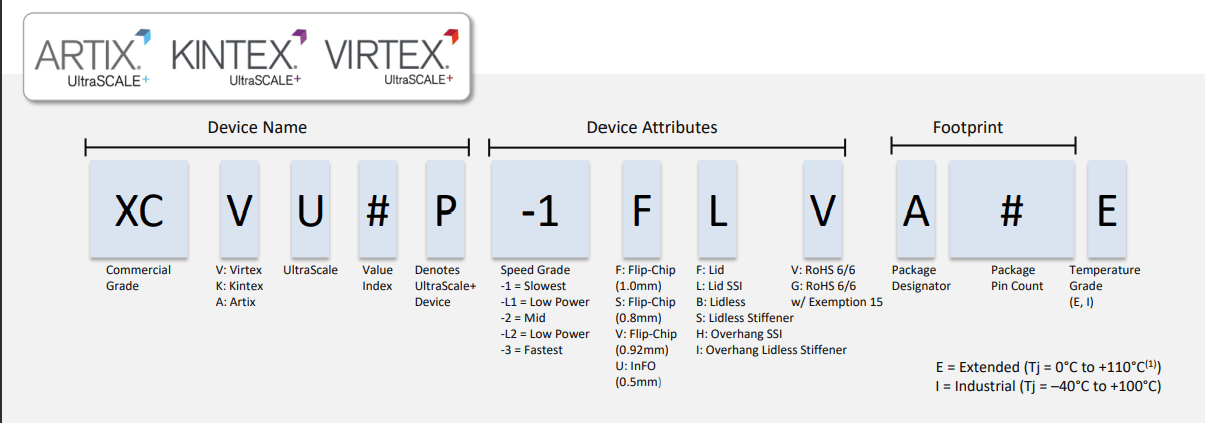 ARTIX. KINTEX. VIRTEX.
UltraSCALE+ UltraSCALE+ UltraSCALE+
Device Name
Device Attributes
Footprint
XC V U # P -1 F L V A # E
Commercial
Grade
V: Virtex
K: Kintex
A: Artix
UltraScale
Value
Index
Denotes
UltraScale+
Device
Speed Grade
-1 = Slowest
-L1 = Low Power
-2 = Mid
-L2 = Low Power
-3 = Fastest
F: Flip-Chip
(1.0mm)
S: Flip-Chip
(0.8mm)
V: Flip-Chip
(0.92mm)
U: InFO
(0.5mm)
F: Lid
L: Lid SSI
B: Lidless
S: Lidless Stiffener
H: Overhang SSI
I: Overhang Lidless Stiffener
V: RoHS 6/6
G: RoHS 6/6
w/ Exemption 15
Package
Designator
Package
Pin Count
Temperature
Grade
(E, I)
E = Extended (Tj = 0°C to +110°C(1))
I = Industrial (Tj = –40°C to +100°C)